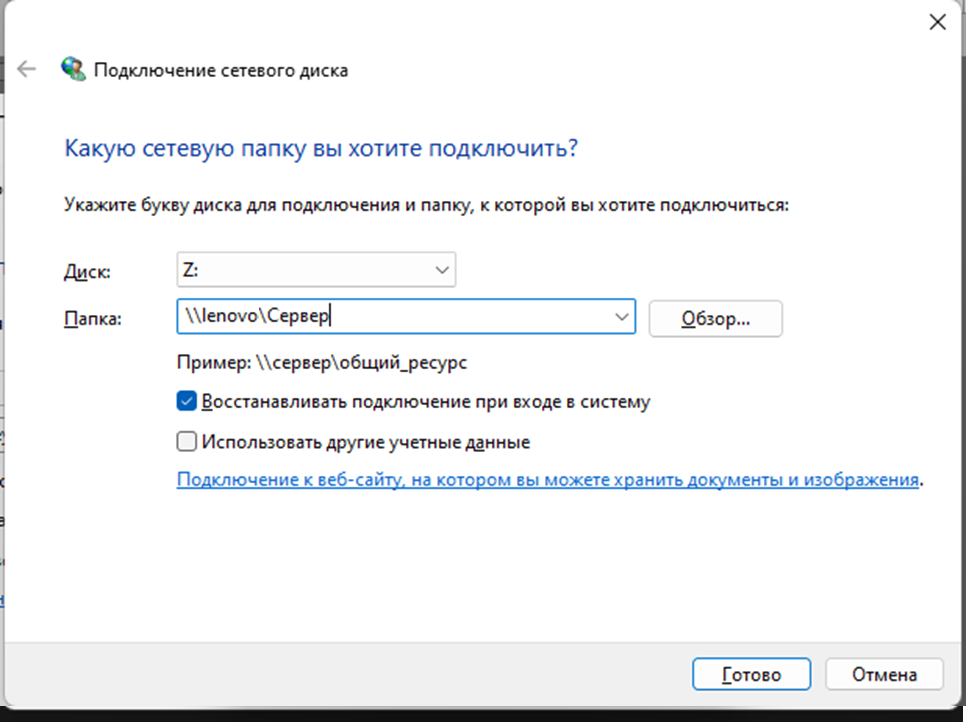 Подключение сетевого диска
Какую сетевую папку вы хотите подключить?
Укажите букву диска для подключения и папку, к которой вы хотите подключиться:
Диск: Z:
Папка: \\lenovo\Сервер Обзор...
Пример: \\сервер\общий_ресурс
Восстанавливать подключение при входе в систему
Использовать другие учетные данные
Подключение к веб-сайту, на котором вы можете хранить документы и изображения.
Готово Отмена